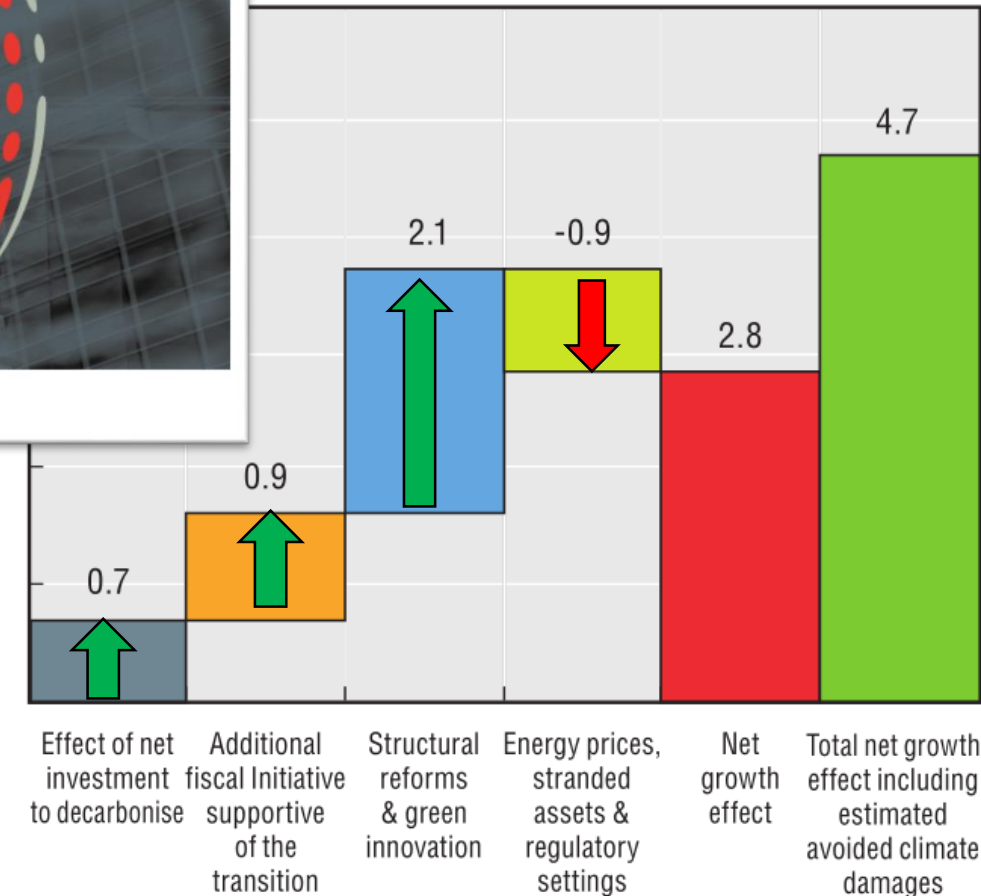 4.7
2.1
-0.9
2.8
0.9
0.7
Effect of net
investment
to decarbonise
Additional
fiscal Initiative
supportive
of the
transition
Structural
reforms
& green
innovation
Energy prices,
stranded
assets &
regulatory
settings
Net
growth
effect
Total net growth
effect including
estimated
avoided climate
damages